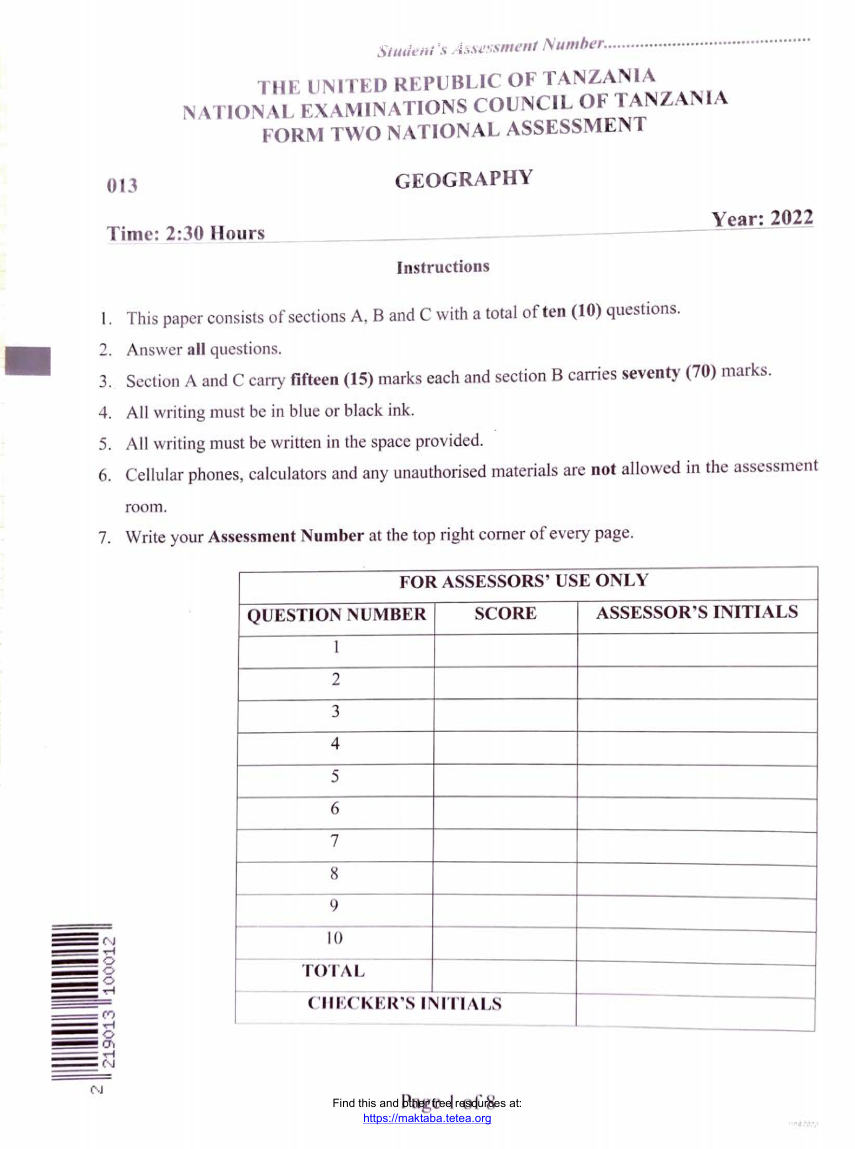 Student's Assessment Number...............................................
THE UNITED REPUBLIC OF TANZANIA
NATIONAL EXAMINATIONS COUNCIL OF TANZANIA
FORM TWO NATIONAL ASSESSMENT
013 GEOGRAPHY
Time: 2:30 Hours Year: 2022
Instructions
1. This paper consists of sections A, B and C with a total of ten (10) questions.
2. Answer all questions.
3. Section A and C carry fifteen (15) marks each and section B carries seventy (70) marks.
4. All writing must be in blue or black ink.
5. All writing must be written in the space provided.
6. Cellular phones, calculators and any unauthorised materials are not allowed in the assessment
room.
7. Write your Assessment Number at the top right corner of every page.
FOR ASSESSORS' USE ONLY
QUESTION NUMBER SCORE ASSESSOR'S INITIALS
1
2
3
4
5
6
7
8
9
10
TOTAL
CHECKER'S INITIALS
2 219013 100012
Page 1 of 8
Find this and other free resources at:
https://maktaba.tetea.org